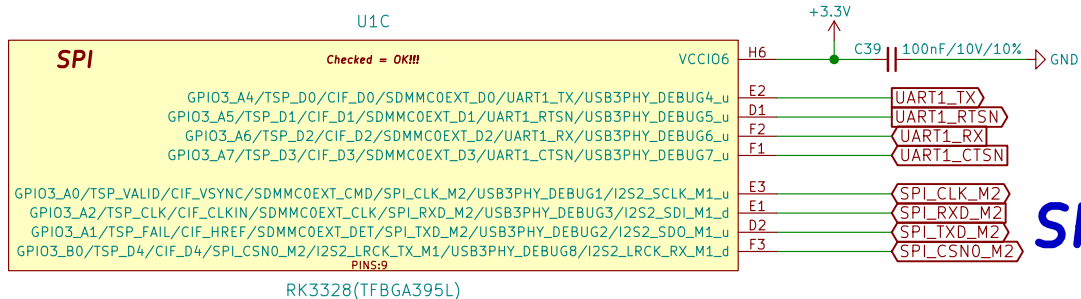 U1C
+3.3V
SPI
Checked = OK!!!
VCCIO6
H6
C39
100nF/10V/10%
GND
GPIO3_A4/TSP_D0/CIF_D0/SDMMC0EXT_D0/UART1_TX/USB3PHY_DEBUG4_u E2 UART1_TX
GPIO3_A5/TSP_D1/CIF_D1/SDMMC0EXT_D1/UART1_RTSN/USB3PHY_DEBUG5_u D1 UART1_RTSN
GPIO3_A6/TSP_D2/CIF_D2/SDMMC0EXT_D2/UART1_RX/USB3PHY_DEBUG6_u F2 UART1_RX
GPIO3_A7/TSP_D3/CIF_D3/SDMMC0EXT_D3/UART1_CTSN/USB3PHY_DEBUG7_u F1 UART1_CTSN
GPIO3_A0/TSP_VALID/CIF_VSYNC/SDMMC0EXT_CMD/SPI_CLK_M2/USB3PHY_DEBUG1/I2S2_SCLK_M1_u E3 SPI_CLK_M2
GPIO3_A2/TSP_CLK/CIF_CLKIN/SDMMC0EXT_CLK/SPI_RXD_M2/USB3PHY_DEBUG3/I2S2_SDI_M1_d E1 SPI_RXD_M2
GPIO3_A1/TSP_FAIL/CIF_HREF/SDMMC0EXT_DET/SPI_TXD_M2/USB3PHY_DEBUG2/I2S2_SDO_M1_u D2 SPI_TXD_M2
GPIO3_B0/TSP_D4/CIF_D4/SPI_CSN0_M2/I2S2_LRCK_TX_M1/USB3PHY_DEBUG8/I2S2_LRCK_RX_M1_d F3 SPI_CSN0_M2
PINS:9
RK3328(TFBGA395L)